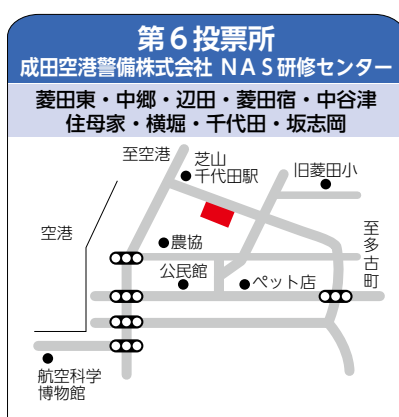 第6投票所
成田空港警備株式会社 NAS研修センター
菱田東・中郷・辺田・菱田宿・中谷津
住母家・横堀・千代田・坂志岡
至空港
芝山
千代田駅
旧菱田小
空港
農協
至多古町
公民館
ペット店
航空科学
博物館